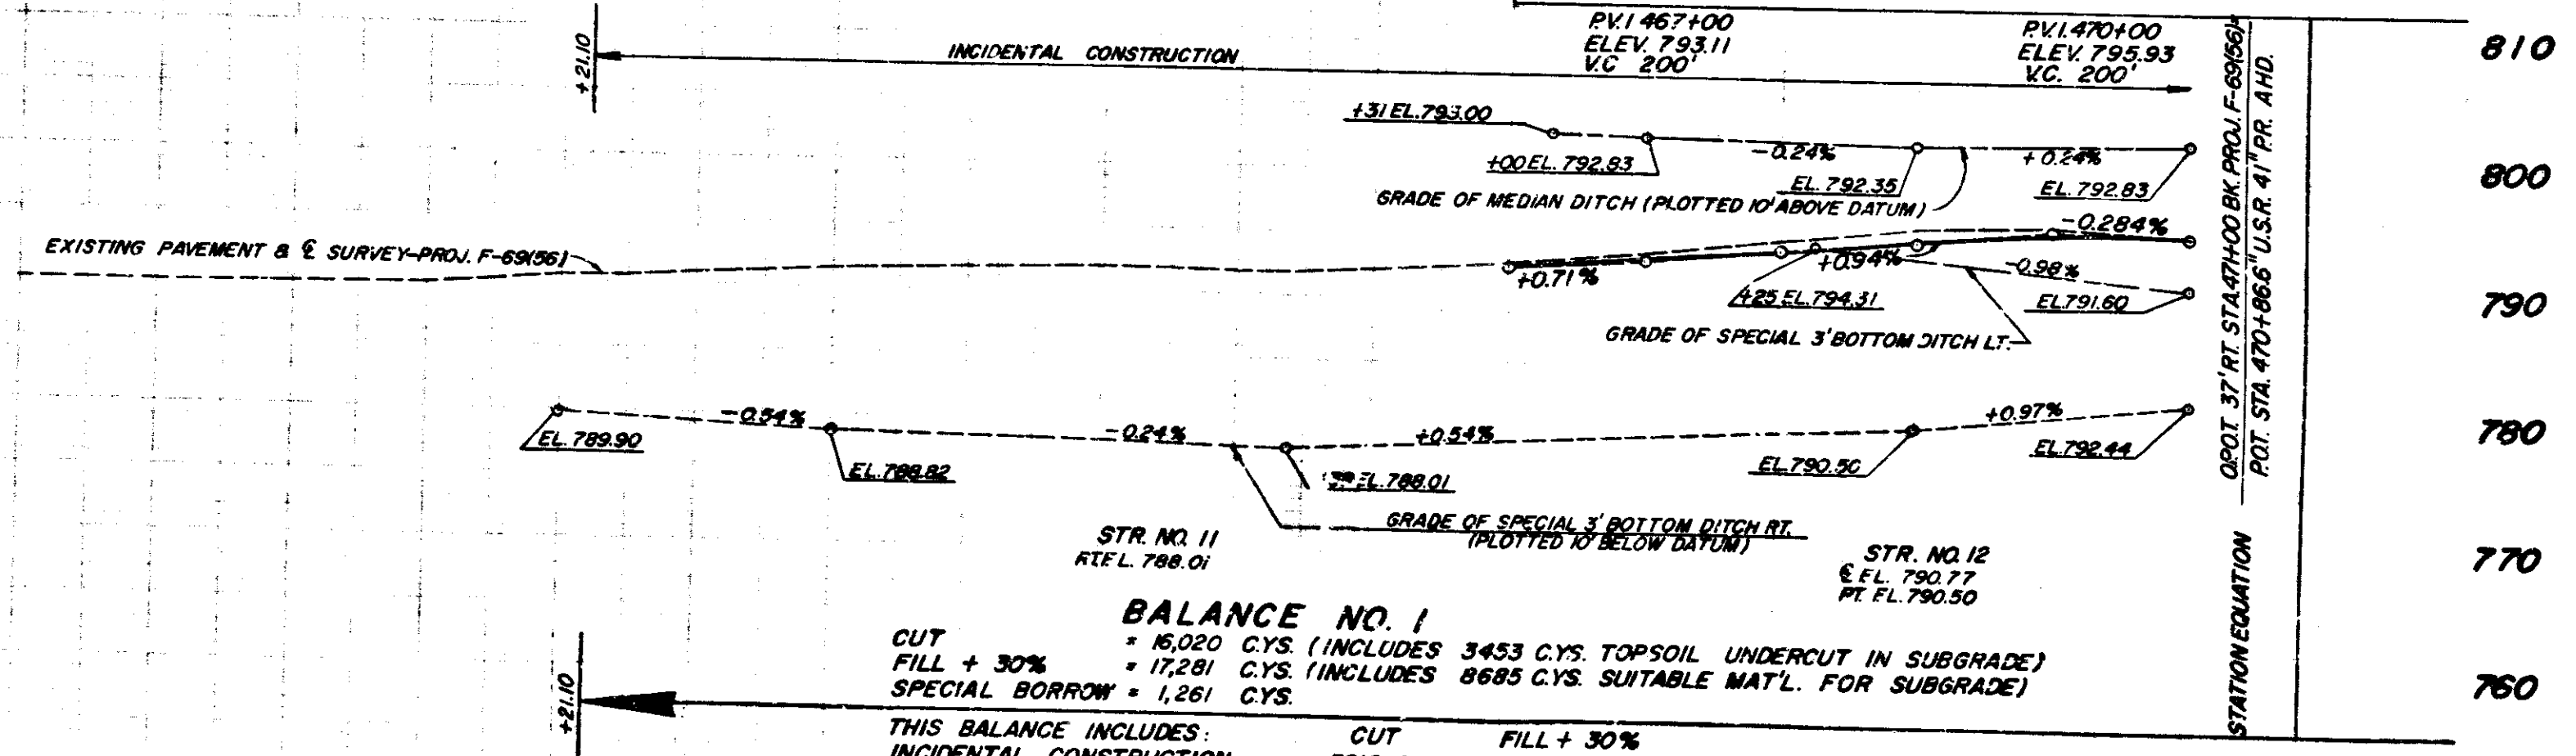 +21.10
INCIDENTAL CONSTRUCTION
P.V.I 467+00
ELEV. 793.11
V.C 200'
P.V.I. 470+00
ELEV. 795.93
V.C. 200'
810
+31 EL. 793.00
+00 EL. 792.83
-0.24%
+0.24%
EL. 792.35
EL. 792.83
800
GRADE OF MEDIAN DITCH (PLOTTED 10' ABOVE DATUM)
-0.284%
EXISTING PAVEMENT & ℄ SURVEY-PROJ. F-69(56)
+0.71%
+0.94%
-0.98%
+25 EL. 794.31
EL. 791.60
790
GRADE OF SPECIAL 3' BOTTOM DITCH LT.
-0.54%
-0.24%
+0.54%
+0.97%
EL. 789.90
EL. 788.82
EL. 788.01
EL. 790.50
EL. 792.44
780
GRADE OF SPECIAL 3' BOTTOM DITCH RT.
(PLOTTED 10' BELOW DATUM)
STR. NO. 11
EL. 788.01
STR. NO. 12
℄ EL. 790.77
EL. 790.50
770
O.P.O.T. 37' RT. STA. 471+00 BK. PROJ. F-69(56)=
P.O.T. STA. 470+86.6 "U.S.R. 41" P.R. AHD.
STATION EQUATION
BALANCE NO. 1
CUT = 16,020 C.YS. (INCLUDES 3453 C.YS. TOPSOIL UNDERCUT IN SUBGRADE)
FILL + 30% = 17,281 C.YS. (INCLUDES 8685 C.YS. SUITABLE MAT'L. FOR SUBGRADE)
SPECIAL BORROW = 1,261 C.YS.
760
+21.10
THIS BALANCE INCLUDES: CUT FILL + 30%
INCIDENTAL CONSTRUCTION